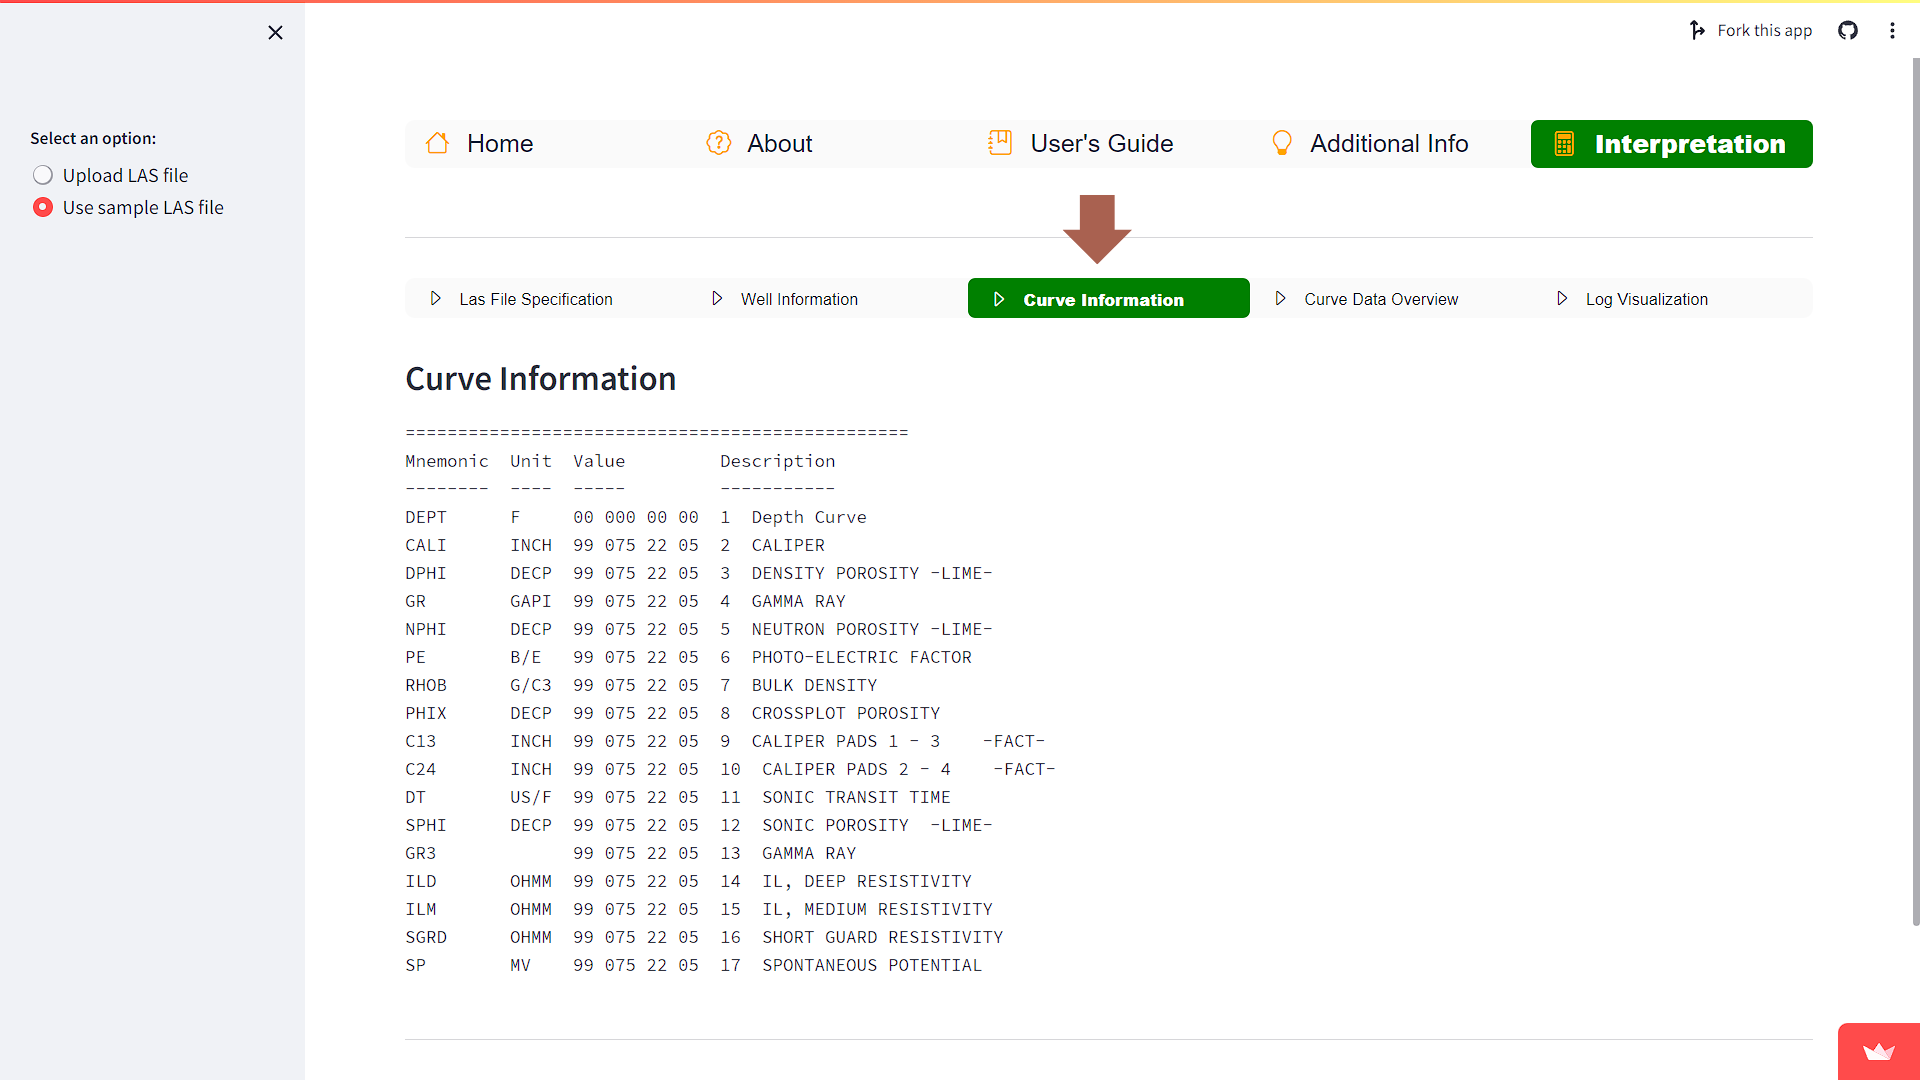 Fork this app
Select an option:
Upload LAS file
Use sample LAS file
Home About User's Guide Additional Info Interpretation
Las File Specification Well Information Curve Information Curve Data Overview Log Visualization
Curve Information
================================================
Mnemonic  Unit  Value         Description
--------  ----  -----         -----------
DEPT      F     00 000 00 00  1  Depth Curve
CALI      INCH  99 075 22 05  2  CALIPER
DPHI      DECP  99 075 22 05  3  DENSITY POROSITY -LIME-
GR        GAPI  99 075 22 05  4  GAMMA RAY
NPHI      DECP  99 075 22 05  5  NEUTRON POROSITY -LIME-
PE        B/E   99 075 22 05  6  PHOTO-ELECTRIC FACTOR
RHOB      G/C3  99 075 22 05  7  BULK DENSITY
PHIX      DECP  99 075 22 05  8  CROSSPLOT POROSITY
C13       INCH  99 075 22 05  9  CALIPER PADS 1 - 3    -FACT-
C24       INCH  99 075 22 05  10  CALIPER PADS 2 - 4    -FACT-
DT        US/F  99 075 22 05  11  SONIC TRANSIT TIME
SPHI      DECP  99 075 22 05  12  SONIC POROSITY  -LIME-
GR3             99 075 22 05  13  GAMMA RAY
ILD       OHMM  99 075 22 05  14  IL, DEEP RESISTIVITY
ILM       OHMM  99 075 22 05  15  IL, MEDIUM RESISTIVITY
SGRD      OHMM  99 075 22 05  16  SHORT GUARD RESISTIVITY
SP        MV    99 075 22 05  17  SPONTANEOUS POTENTIAL